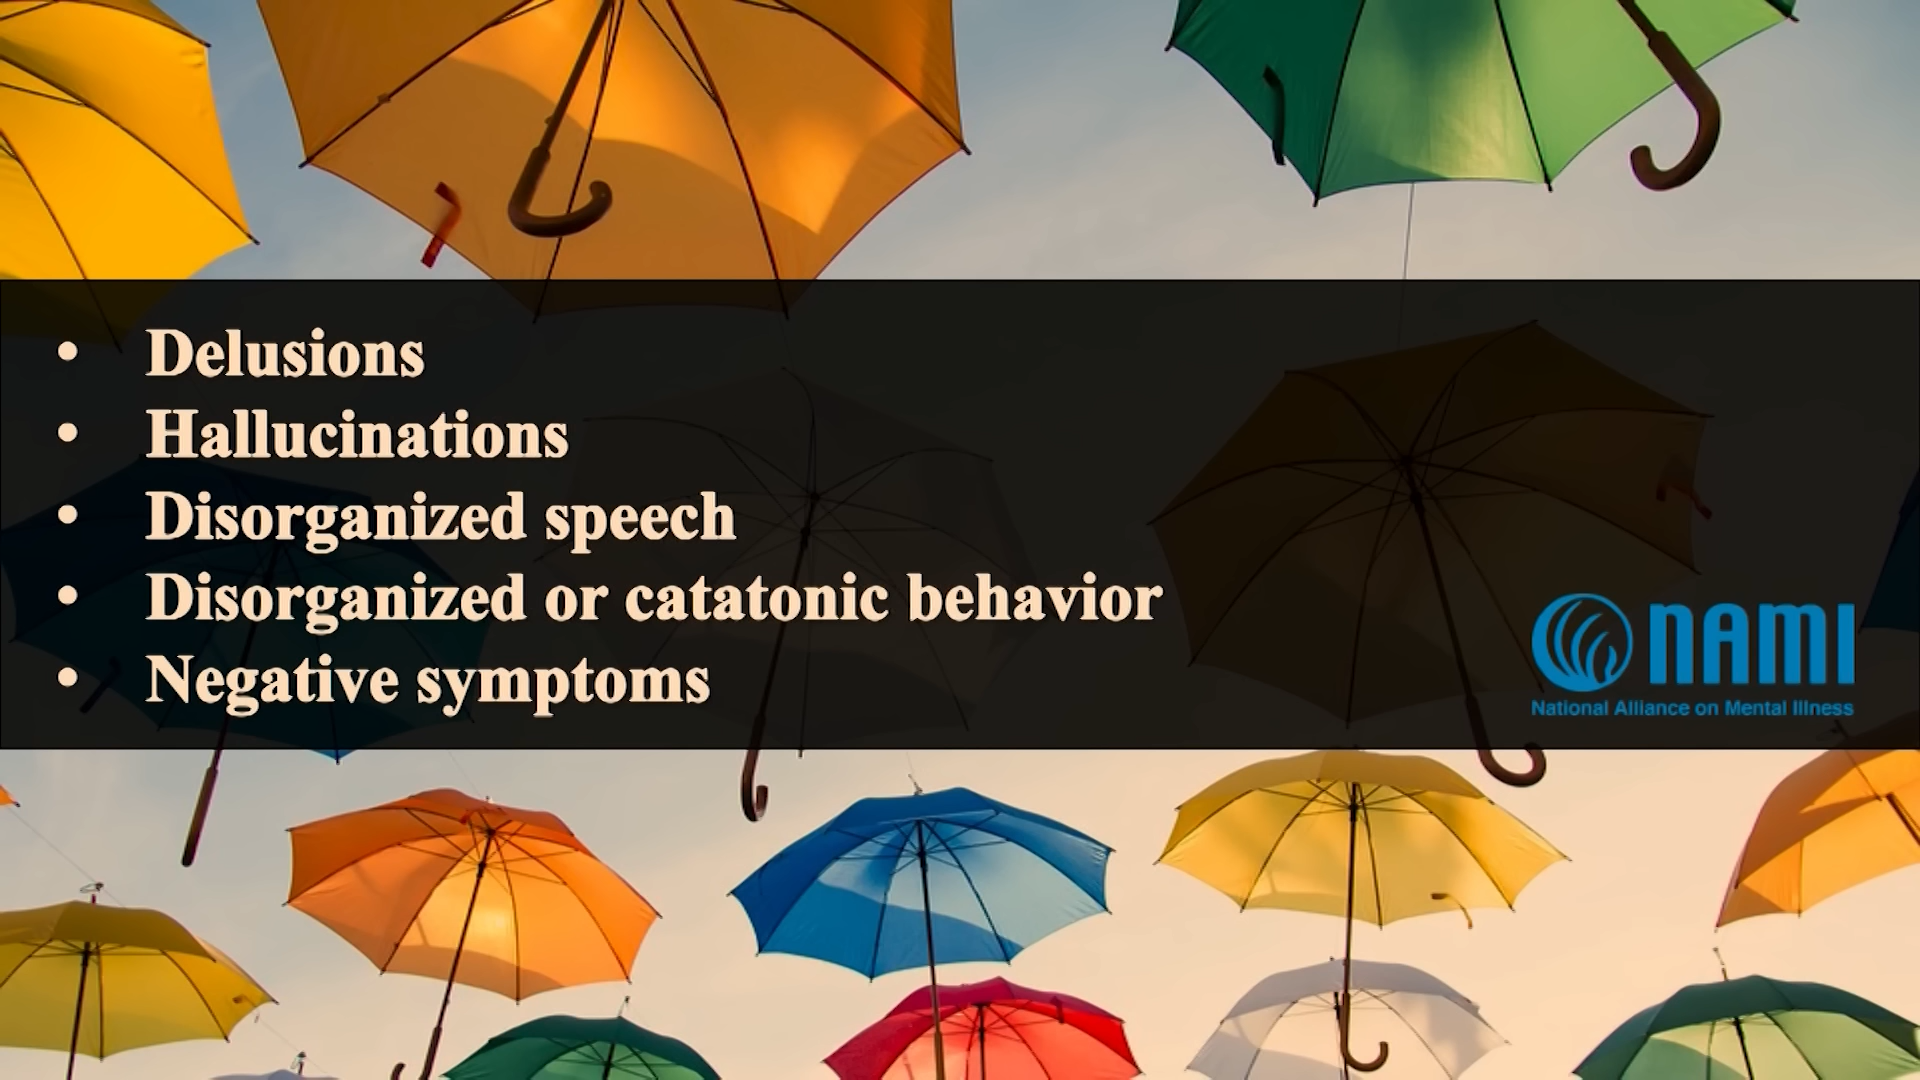 • Delusions
• Hallucinations
• Disorganized speech
• Disorganized or catatonic behavior
• Negative symptoms
NAMI
National Alliance on Mental Illness